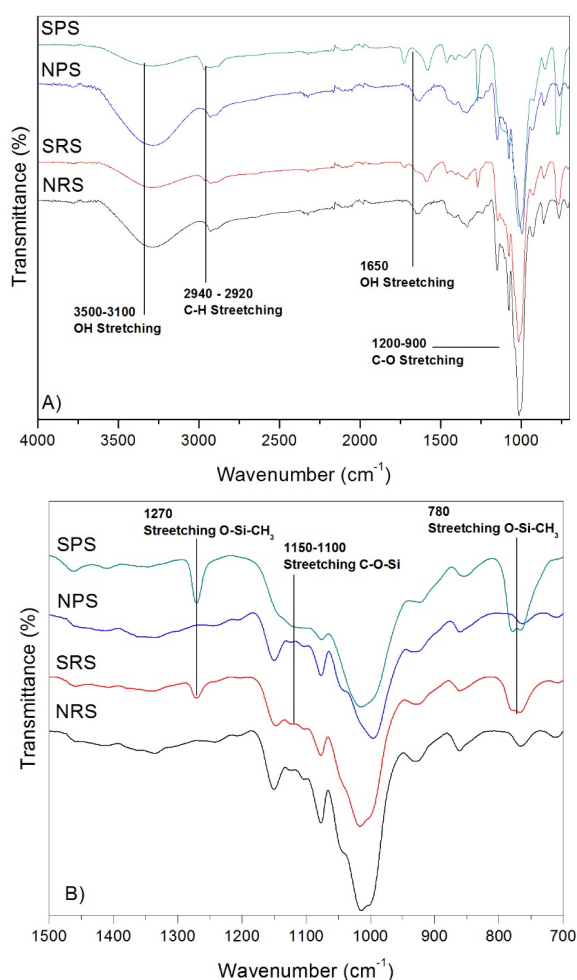 SPS
NPS
SRS
NRS
Transmittance (%)
3500-3100
OH Stretching
2940 - 2920
C-H Streetching
1650
OH Streetching
1200-900
C-O Stretching
A)
4000 3500 3000 2500 2000 1500 1000
Wavenumber (cm⁻¹)
1270
Streetching O-Si-CH₃
780
Streetching O-Si-CH₃
1150-1100
Streetching C-O-Si
SPS
NPS
SRS
NRS
Transmittance (%)
B)
1500 1400 1300 1200 1100 1000 900 800 700
Wavenumber (cm⁻¹)